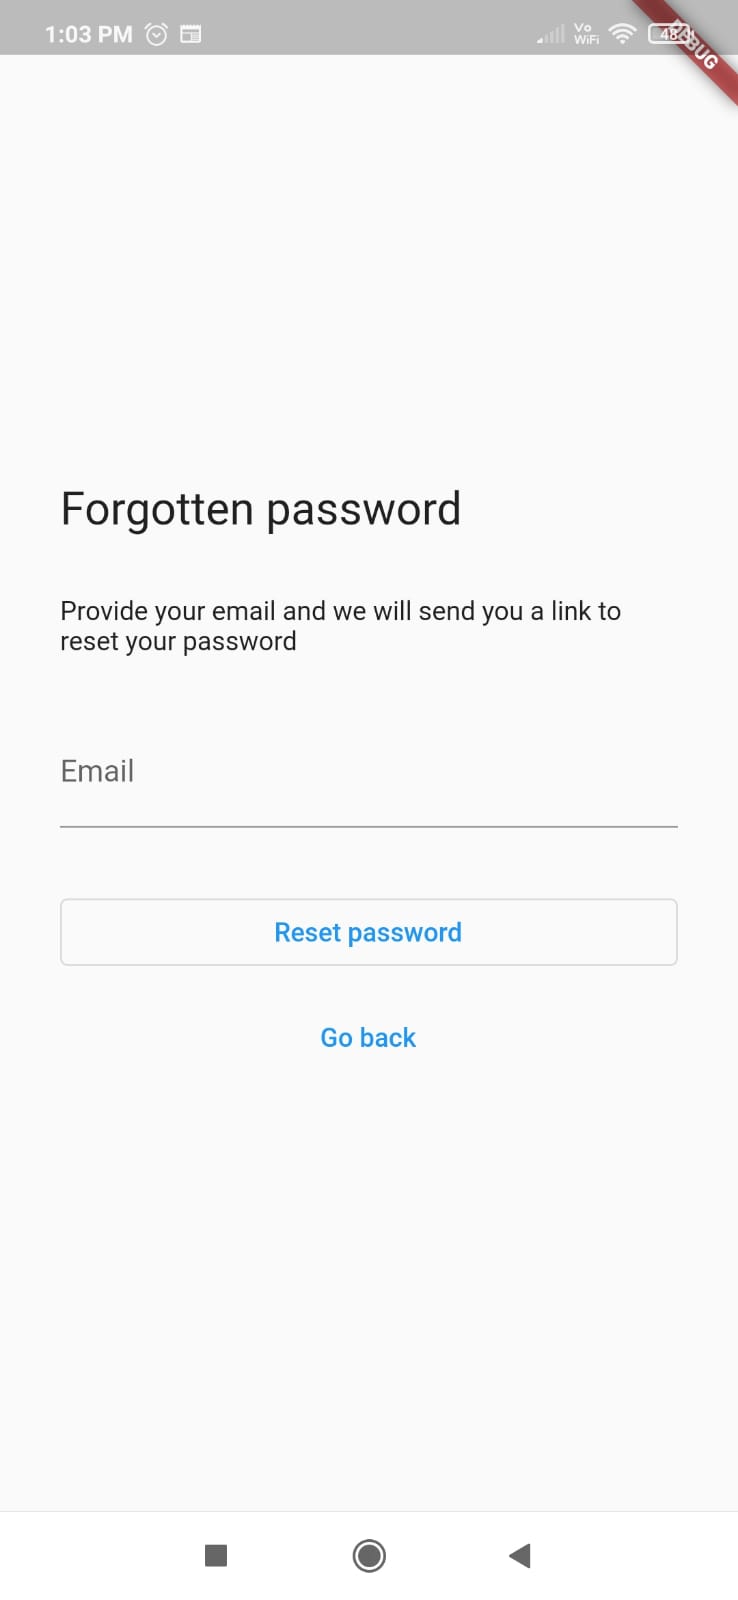 1:03 PM
Vo
WiFi
48
DEBUG
Forgotten password
Provide your email and we will send you a link to
reset your password
Email
Reset password
Go back